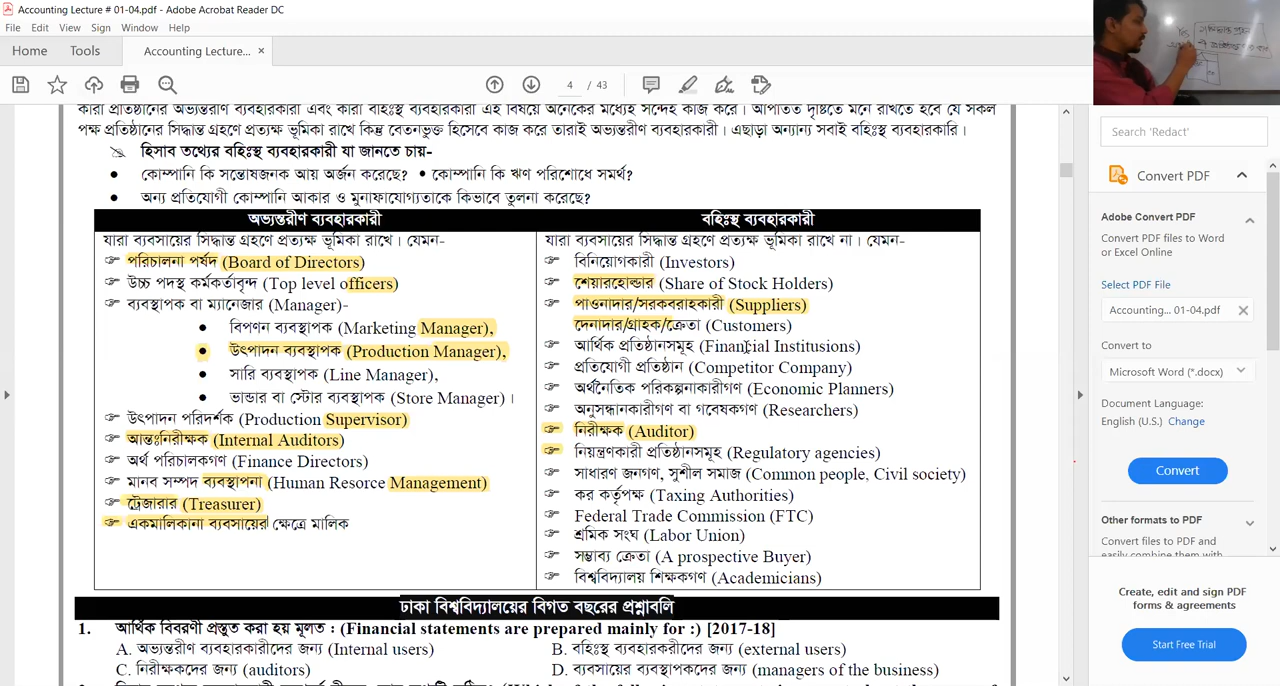 Accounting Lecture # 01-04.pdf - Adobe Acrobat Reader DC
File Edit View Sign Window Help
Home Tools Accounting Lecture... ×
4 / 43
কারা প্রতিষ্ঠানের অভ্যন্তরীণ ব্যবহারকারী এবং কারা বহিঃস্থ ব্যবহারকারী এই বিষয়ে অনেকের মধ্যেই সন্দেহ কাজ করে। আপাতত দৃষ্টিতে মনে রাখতে হবে যে সকল
পক্ষ প্রতিষ্ঠানের সিদ্ধান্ত গ্রহণে প্রত্যক্ষ ভূমিকা রাখে কিন্তু বেতনভুক্ত হিসেবে কাজ করে তারাই অভ্যন্তরীণ ব্যবহারকারী। এছাড়া অন্যান্য সবাই বহিঃস্থ ব্যবহারকারি।
হিসাব তথ্যের বহিঃস্থ ব্যবহারকারী যা জানতে চায়-
• কোম্পানি কি সন্তোষজনক আয় অর্জন করেছে? • কোম্পানি কি ঋণ পরিশোধে সমর্থ?
• অন্য প্রতিযোগী কোম্পানি আকার ও মুনাফাযোগ্যতাকে কিভাবে তুলনা করেছে?
অভ্যন্তরীণ ব্যবহারকারী
যারা ব্যবসায়ের সিদ্ধান্ত গ্রহণে প্রত্যক্ষ ভূমিকা রাখে। যেমন-
☞ পরিচালনা পর্ষদ (Board of Directors)
☞ উচ্চ পদস্থ কর্মকর্তাবৃন্দ (Top level officers)
☞ ব্যবস্থাপক বা ম্যানেজার (Manager)-
• বিপণন ব্যবস্থাপক (Marketing Manager),
• উৎপাদন ব্যবস্থাপক (Production Manager),
• সারি ব্যবস্থাপক (Line Manager),
• ভান্ডার বা স্টোর ব্যবস্থাপক (Store Manager)।
☞ উৎপাদন পরিদর্শক (Production Supervisor)
☞ আন্তঃনিরীক্ষক (Internal Auditors)
☞ অর্থ পরিচালকগণ (Finance Directors)
☞ মানব সম্পদ ব্যবস্থাপনা (Human Resorce Management)
☞ ট্রেজারার (Treasurer)
☞ একমালিকানা ব্যবসায়ের ক্ষেত্রে মালিক
বহিঃস্থ ব্যবহারকারী
যারা ব্যবসায়ের সিদ্ধান্ত গ্রহণে প্রত্যক্ষ ভূমিকা রাখে না। যেমন-
☞ বিনিয়োগকারী (Investors)
☞ শেয়ারহোল্ডার (Share of Stock Holders)
☞ পাওনাদার/সরকবরাহকারী (Suppliers)
দেনাদার/গ্রাহক/ক্রেতা (Customers)
☞ আর্থিক প্রতিষ্ঠানসমূহ (Financial Institusions)
☞ প্রতিযোগী প্রতিষ্ঠান (Competitor Company)
☞ অর্থনৈতিক পরিকল্পনাকারীগণ (Economic Planners)
☞ অনুসন্ধানকারীগণ বা গবেষকগণ (Researchers)
☞ নিরীক্ষক (Auditor)
☞ নিয়ন্ত্রণকারী প্রতিষ্ঠানসমূহ (Regulatory agencies)
☞ সাধারণ জনগণ, সুশীল সমাজ (Common people, Civil society)
☞ কর কর্তৃপক্ষ (Taxing Authorities)
☞ Federal Trade Commission (FTC)
☞ শ্রমিক সংঘ (Labor Union)
☞ সম্ভাব্য ক্রেতা (A prospective Buyer)
☞ বিশ্ববিদ্যালয় শিক্ষকগণ (Academicians)
ঢাকা বিশ্ববিদ্যালয়ের বিগত বছরের প্রশ্নাবলি
1. আর্থিক বিবরণী প্রস্তুত করা হয় মূলত : (Financial statements are prepared mainly for :) [2017-18]
A. অভ্যন্তরীণ ব্যবহারকারীদের জন্য (Internal users) B. বহিঃস্থ ব্যবহারকরীদের জন্য (external users)
C. নিরীক্ষকদের জন্য (auditors) D. ব্যবসায়ের ব্যবস্থাপকদের জন্য (managers of the business)
Search 'Redact'
Convert PDF
Adobe Convert PDF
Convert PDF files to Word
or Excel Online
Select PDF File
Accounting... 01-04.pdf
Convert to
Microsoft Word (*.docx)
Document Language:
English (U.S.) Change
Convert
Other formats to PDF
Convert files to PDF and
easily combine them with
Create, edit and sign PDF
forms & agreements
Start Free Trial